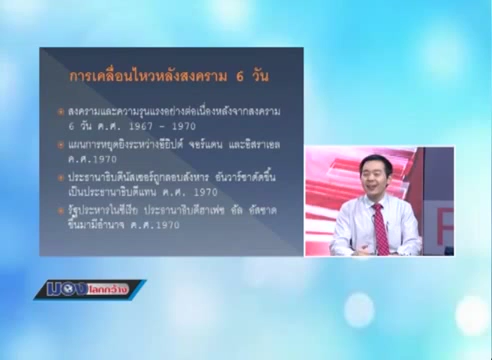 การเคลื่อนไหวหลังสงคราม 6 วัน
สงครามและความรุนแรงอย่างต่อเนื่องหลังจากสงคราม
6 วัน ค.ศ. 1967 - 1970
แผนการหยุดยิงระหว่างอียิปต์ จอร์แดน และอิสราเอล
ค.ศ.1970
ประธานาธิบดีนัสเซอร์ถูกลอบสังหาร อันวาร์ซาดัตขึ้น
เป็นประธานาธิบดีแทน ค.ศ. 1970
รัฐประหารในซีเรีย ประธานาธิบดีฮาเฟซ อัล อัสซาด
ขึ้นมามีอำนาจ ค.ศ.1970
มองโลกกว้าง